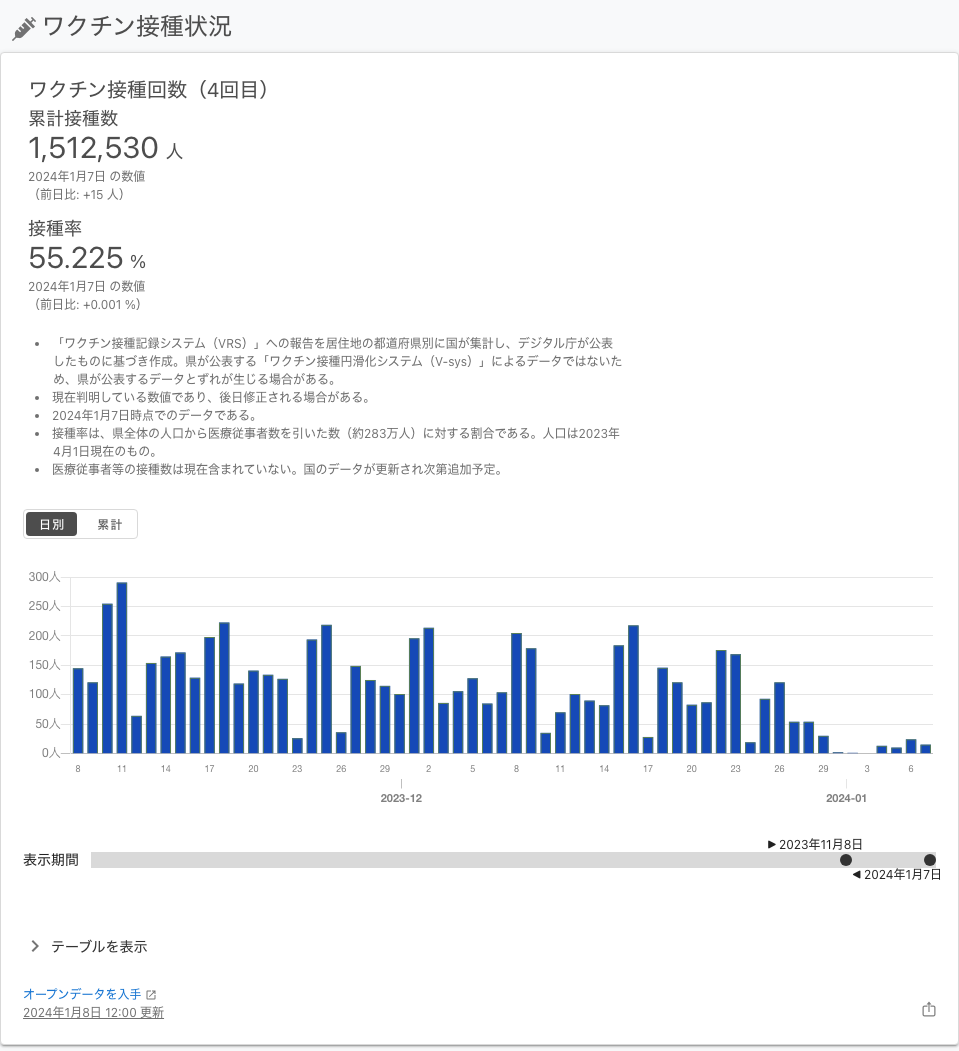 ワクチン接種状況
ワクチン接種回数（4回目）
累計接種数
1,512,530 人
2024年1月7日 の数値
（前日比: +15 人）
接種率
55.225 %
2024年1月7日 の数値
（前日比: +0.001 %）
• 「ワクチン接種記録システム（VRS）」への報告を居住地の都道府県別に国が集計し、デジタル庁が公表
したものに基づき作成。県が公表する「ワクチン接種円滑化システム（V-sys）」によるデータではないた
め、県が公表するデータとずれが生じる場合がある。
• 現在判明している数値であり、後日修正される場合がある。
• 2024年1月7日時点でのデータである。
• 接種率は、県全体の人口から医療従事者数を引いた数（約283万人）に対する割合である。人口は2023年
4月1日現在のもの。
• 医療従事者等の接種数は現在含まれていない。国のデータが更新され次第追加予定。
日別 累計
300人
250人
200人
150人
100人
50人
0人
8 11 14 17 20 23 26 29 2 5 8 11 14 17 20 23 26 29 3 6
2023-12 2024-01
▶ 2023年11月8日
表示期間
◀ 2024年1月7日
テーブルを表示
オープンデータを入手
2024年1月8日 12:00 更新